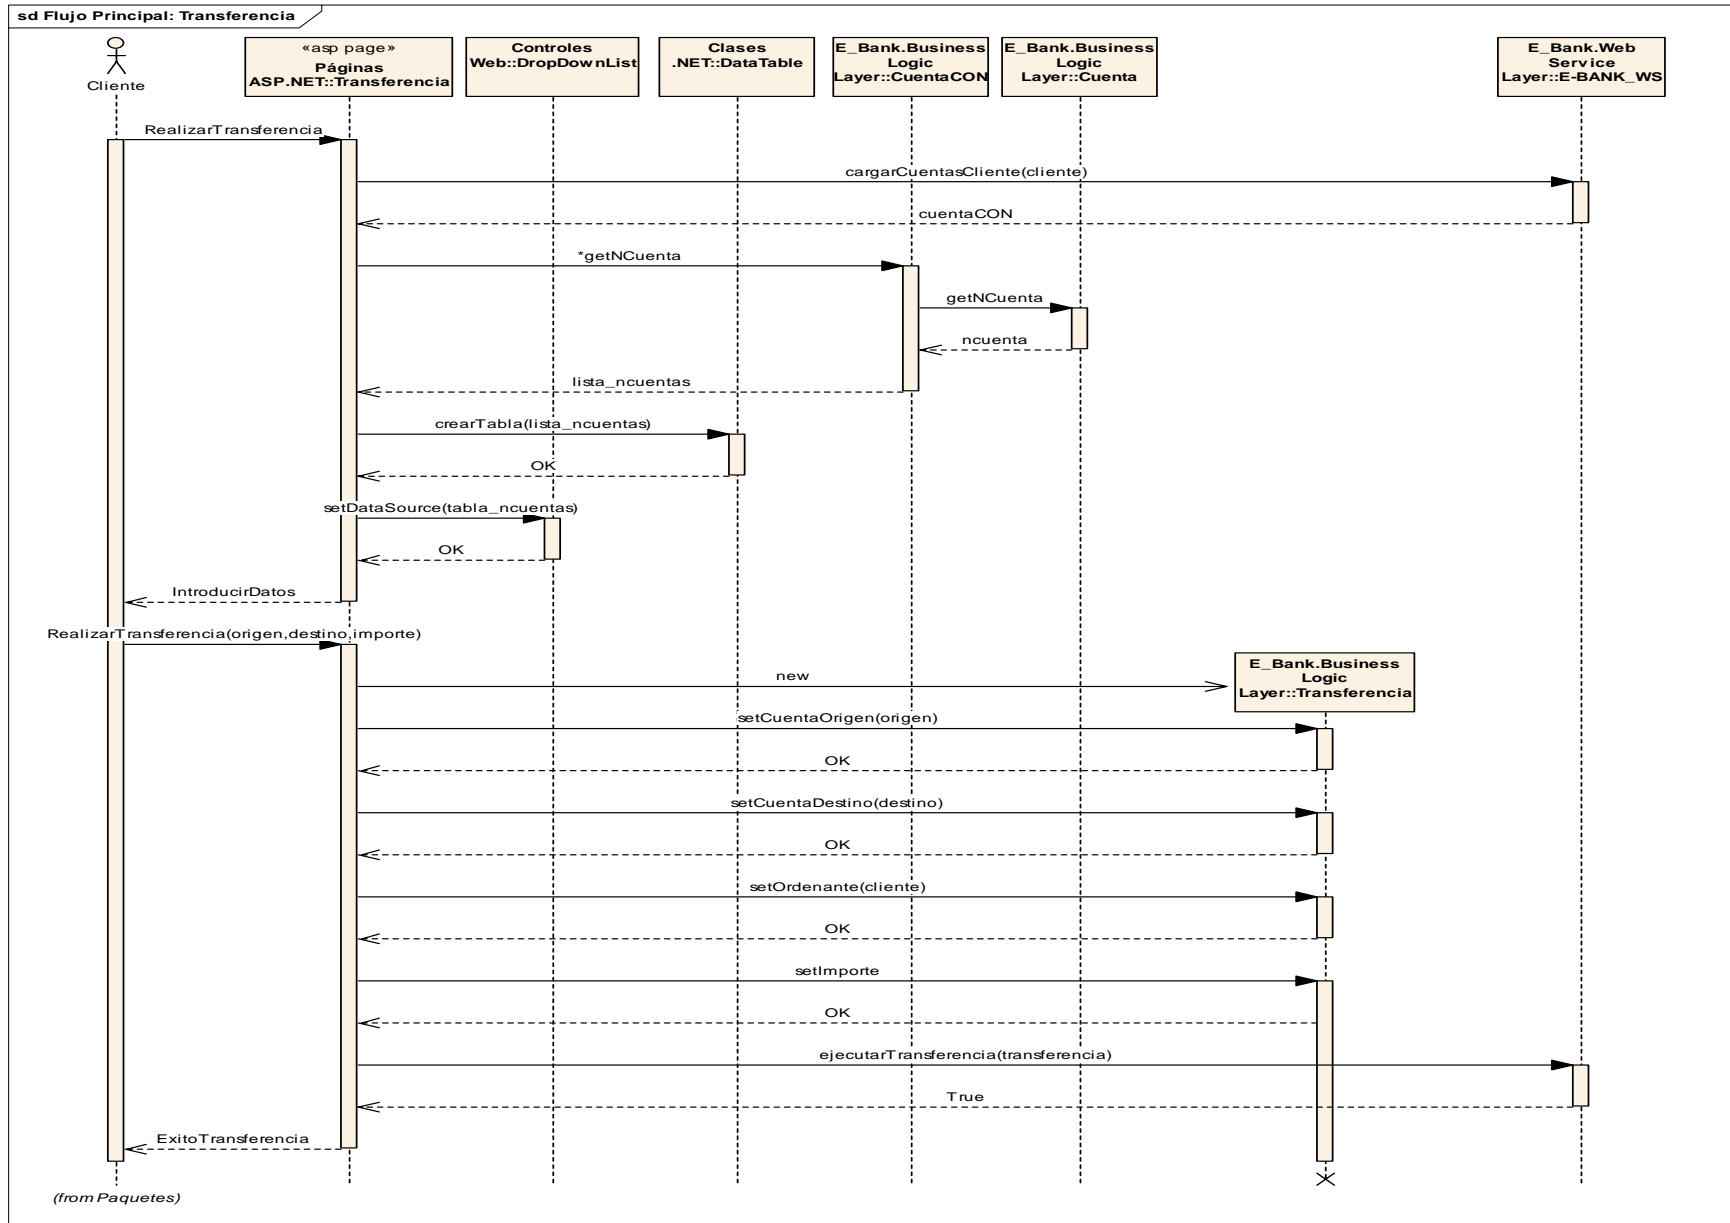 sd Flujo Principal: Transferencia
Cliente
«asp page»
Páginas
ASP.NET::Transferencia
Controles
Web::DropDownList
Clases
.NET::DataTable
E_Bank.Business
Logic
Layer::CuentaCON
E_Bank.Business
Logic
Layer::Cuenta
E_Bank.Web
Service
Layer::E-BANK_WS
RealizarTransferencia
cargarCuentasCliente(cliente)
cuentaCON
*getNCuenta
getNCuenta
ncuenta
lista_ncuentas
crearTabla(lista_ncuentas)
OK
setDataSource(tabla_ncuentas)
OK
IntroducirDatos
RealizarTransferencia(origen,destino,importe)
E_Bank.Business
Logic
Layer::Transferencia
new
setCuentaOrigen(origen)
OK
setCuentaDestino(destino)
OK
setOrdenante(cliente)
OK
setImporte
OK
ejecutarTransferencia(transferencia)
True
ExitoTransferencia
(from Paquetes)